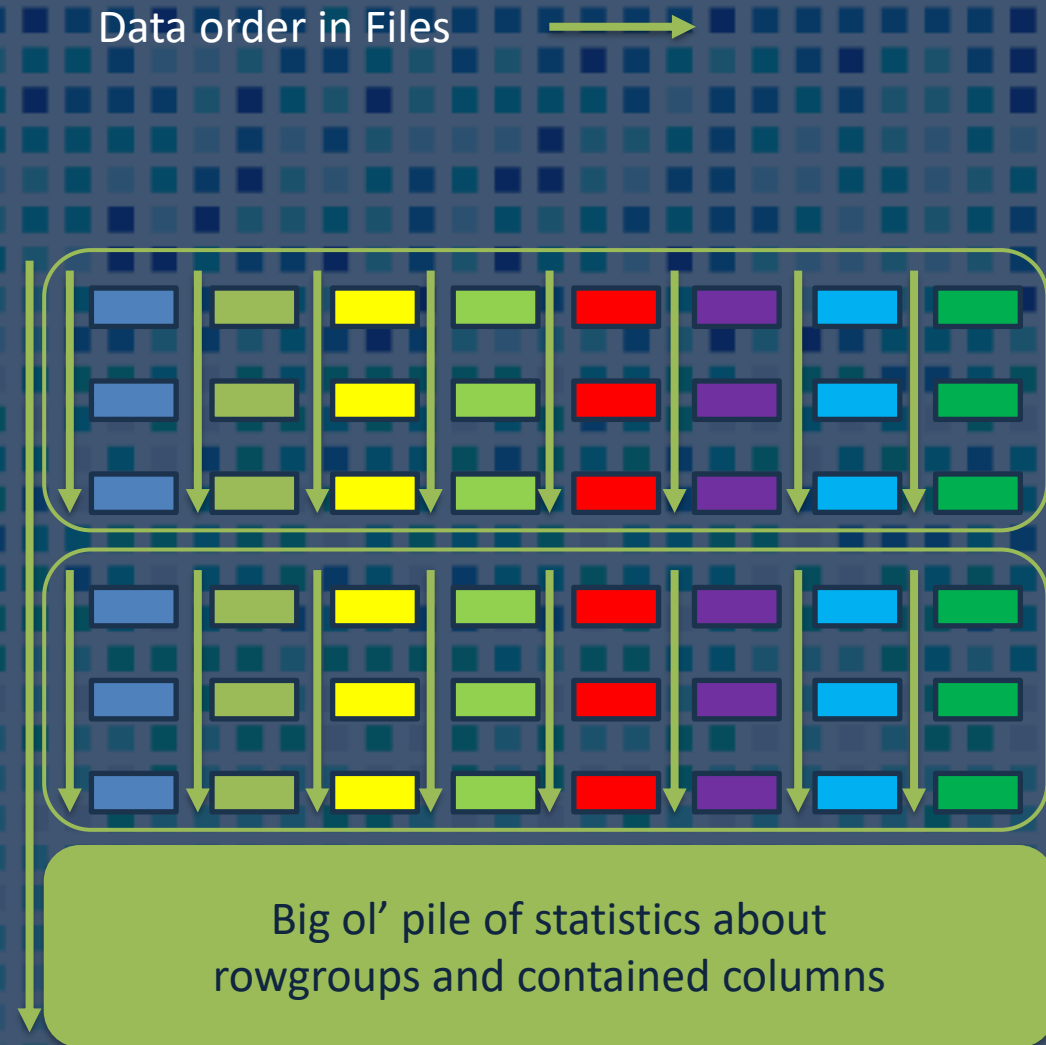 Data order in Files
Big ol’ pile of statistics about
rowgroups and contained columns